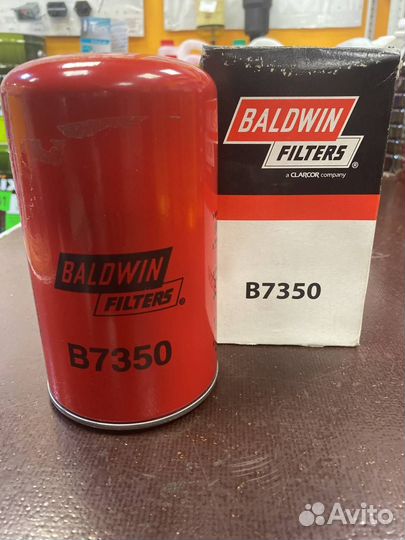 BALDWIN
FILTERS®
a CLARCOR company
B7350
BALDWIN
FILTERS®
B7350
Avito